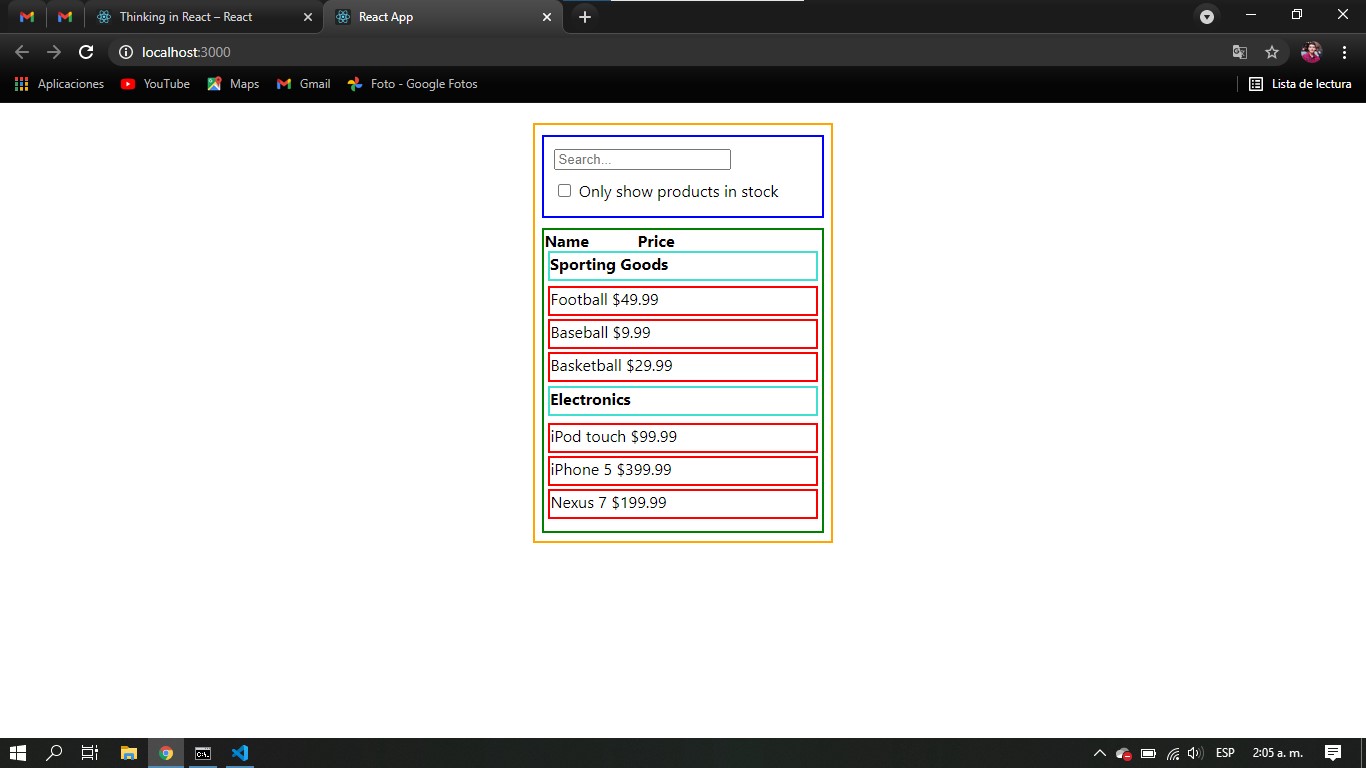 Thinking in React – React
React App
localhost:3000
Aplicaciones
YouTube
Maps
Gmail
Foto - Google Fotos
Lista de lectura
Search...
Only show products in stock
Name Price
Sporting Goods
Football $49.99
Baseball $9.99
Basketball $29.99
Electronics
iPod touch $99.99
iPhone 5 $399.99
Nexus 7 $199.99
ESP
2:05 a. m.